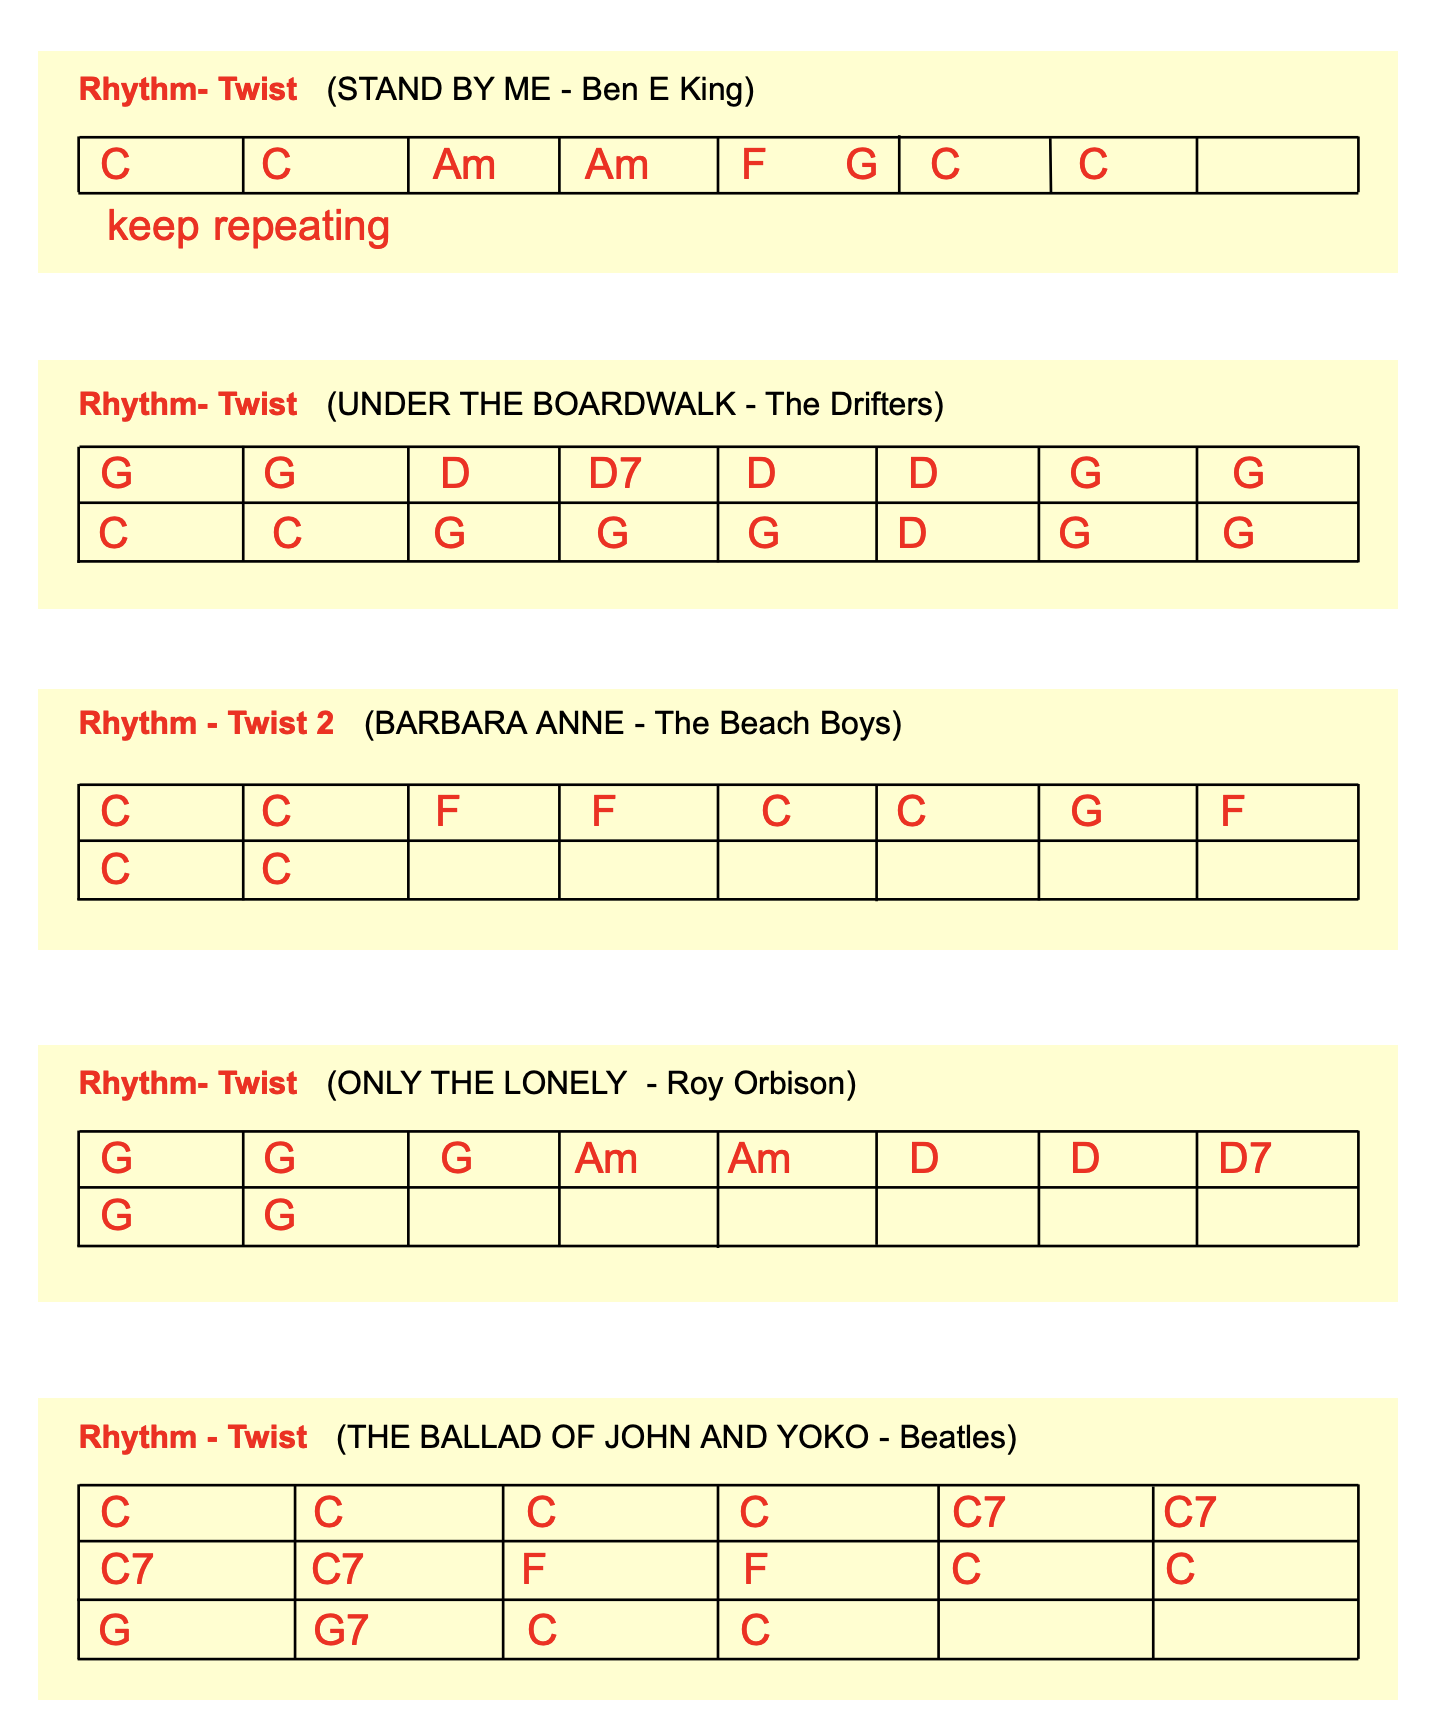 Rhythm- Twist (STAND BY ME - Ben E King)
C C Am Am F G C C
keep repeating
Rhythm- Twist (UNDER THE BOARDWALK - The Drifters)
G G D D7 D D G G
C C G G G D G G
Rhythm - Twist 2 (BARBARA ANNE - The Beach Boys)
C C F F C C G F
C C
Rhythm- Twist (ONLY THE LONELY - Roy Orbison)
G G G Am Am D D D7
G G
Rhythm - Twist (THE BALLAD OF JOHN AND YOKO - Beatles)
C C C C C7 C7
C7 C7 F F C C
G G7 C C